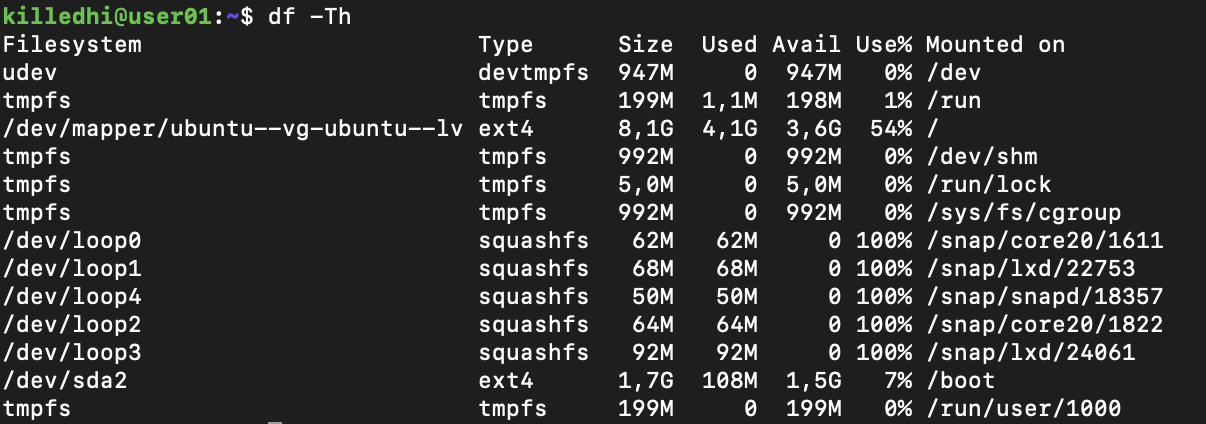 killedhi@user01:~$ df -Th
Filesystem                        Type      Size  Used Avail Use% Mounted on
udev                              devtmpfs  947M     0  947M   0% /dev
tmpfs                             tmpfs     199M  1,1M  198M   1% /run
/dev/mapper/ubuntu--vg-ubuntu--lv ext4      8,1G  4,1G  3,6G  54% /
tmpfs                             tmpfs     992M     0  992M   0% /dev/shm
tmpfs                             tmpfs     5,0M     0  5,0M   0% /run/lock
tmpfs                             tmpfs     992M     0  992M   0% /sys/fs/cgroup
/dev/loop0                        squashfs   62M   62M     0 100% /snap/core20/1611
/dev/loop1                        squashfs   68M   68M     0 100% /snap/lxd/22753
/dev/loop4                        squashfs   50M   50M     0 100% /snap/snapd/18357
/dev/loop2                        squashfs   64M   64M     0 100% /snap/core20/1822
/dev/loop3                        squashfs   92M   92M     0 100% /snap/lxd/24061
/dev/sda2                         ext4      1,7G  108M  1,5G   7% /boot
tmpfs                             tmpfs     199M     0  199M   0% /run/user/1000